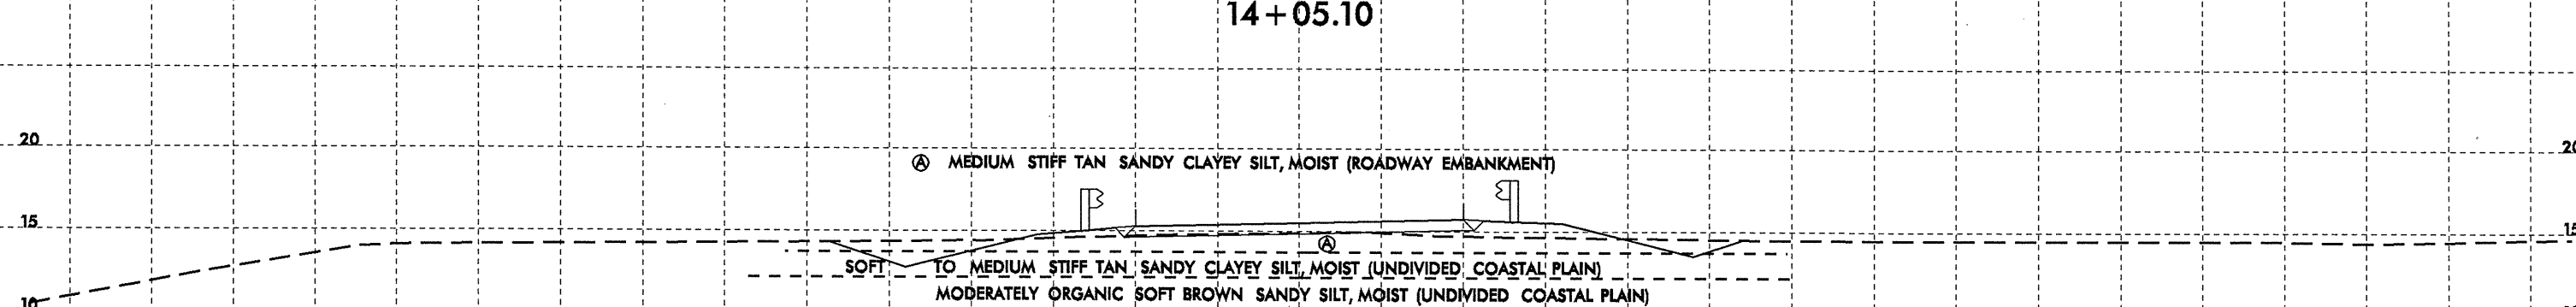 14+05.10
20
20
Ⓐ MEDIUM STIFF TAN SANDY CLAYEY SILT, MOIST (ROADWAY EMBANKMENT)
15
15
Ⓐ
SOFT TO MEDIUM STIFF TAN SANDY CLAYEY SILT, MOIST (UNDIVIDED COASTAL PLAIN)
MODERATELY ORGANIC SOFT BROWN SANDY SILT, MOIST (UNDIVIDED COASTAL PLAIN)
10